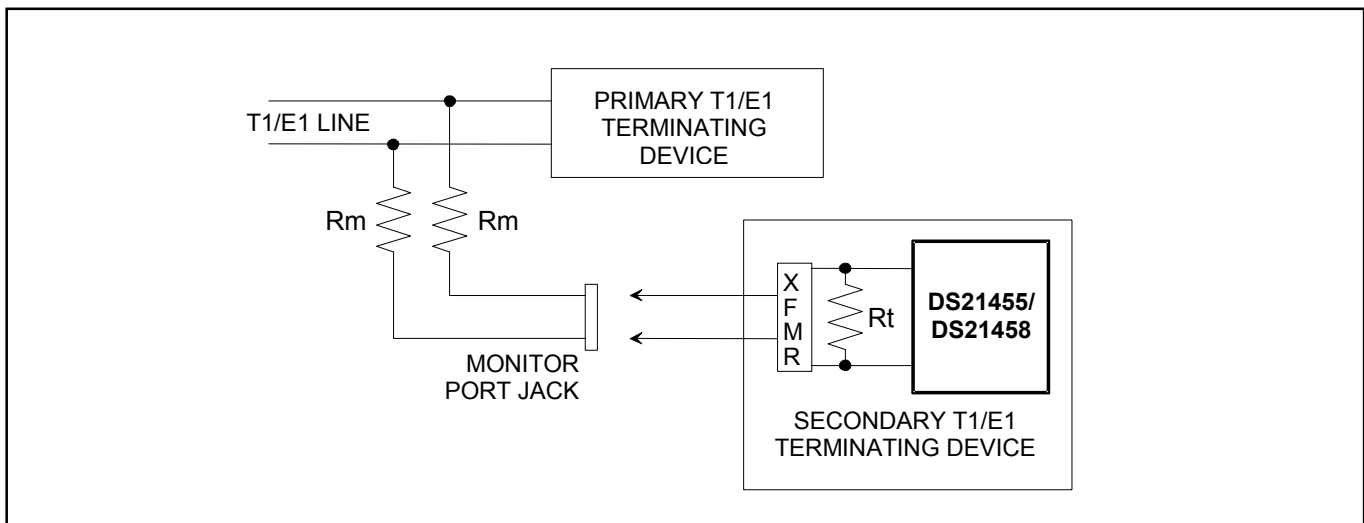 PRIMARY T1/E1
TERMINATING
DEVICE
T1/E1 LINE
Rm
Rm
MONITOR
PORT JACK
X
F
M
R
Rt
DS21455/
DS21458
SECONDARY T1/E1
TERMINATING DEVICE